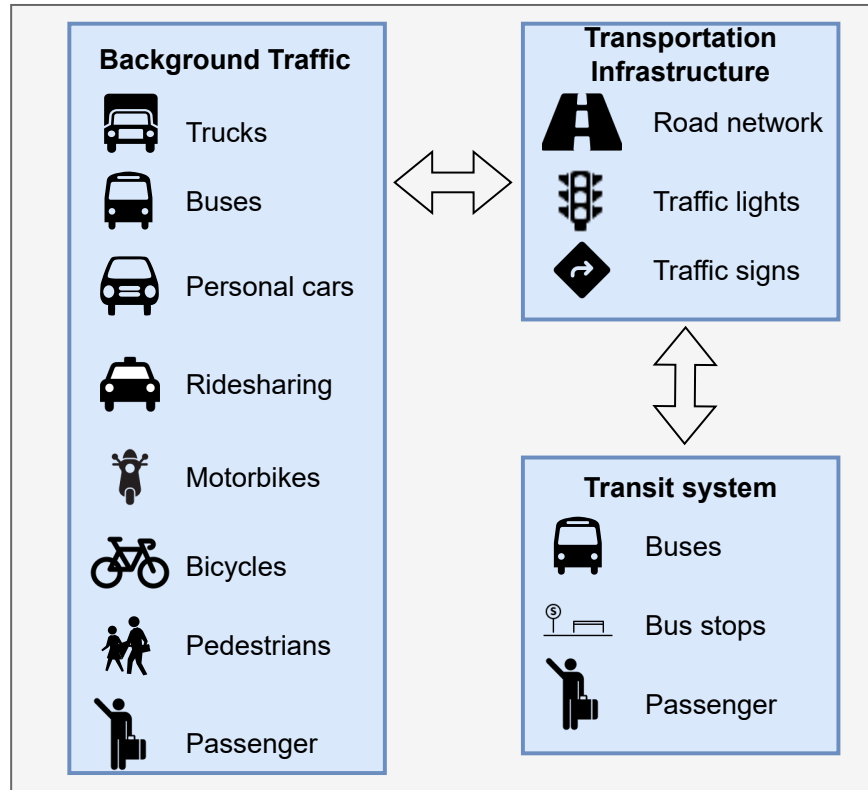 Background Traffic
Trucks
Buses
Personal cars
Ridesharing
Motorbikes
Bicycles
Pedestrians
Passenger
Transportation
Infrastructure
Road network
Traffic lights
Traffic signs
Transit system
Buses
S
Bus stops
Passenger